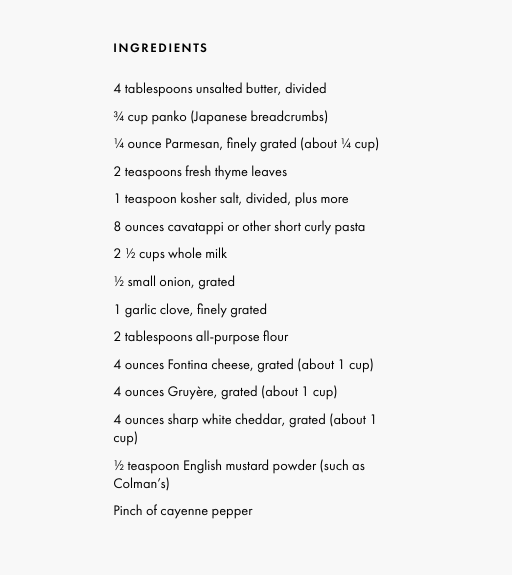 INGREDIENTS
4 tablespoons unsalted butter, divided
¾ cup panko (Japanese breadcrumbs)
¼ ounce Parmesan, finely grated (about ¼ cup)
2 teaspoons fresh thyme leaves
1 teaspoon kosher salt, divided, plus more
8 ounces cavatappi or other short curly pasta
2 ½ cups whole milk
½ small onion, grated
1 garlic clove, finely grated
2 tablespoons all-purpose flour
4 ounces Fontina cheese, grated (about 1 cup)
4 ounces Gruyère, grated (about 1 cup)
4 ounces sharp white cheddar, grated (about 1
cup)
½ teaspoon English mustard powder (such as
Colman’s)
Pinch of cayenne pepper